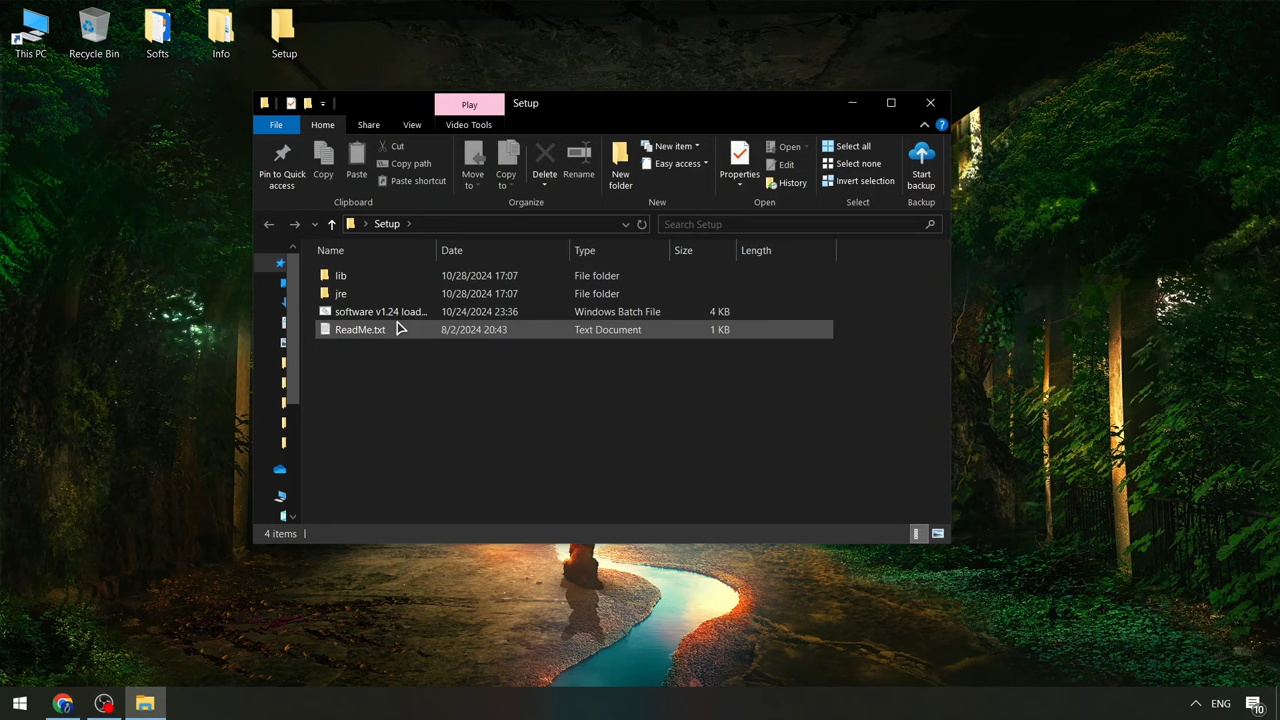 This PC
Recycle Bin
Softs
Info
Setup
Play
Setup
File
Home
Share
View
Video Tools
Pin to Quick access
Copy
Paste
Cut
Copy path
Paste shortcut
Clipboard
Move to
Copy to
Delete
Rename
Organize
New folder
New item
Easy access
New
Properties
Open
Edit
History
Open
Select all
Select none
Invert selection
Select
Start backup
Backup
Setup
Search Setup
Name
Date
Type
Size
Length
lib 10/28/2024 17:07 File folder
jre 10/28/2024 17:07 File folder
software v1.24 load... 10/24/2024 23:36 Windows Batch File 4 KB
ReadMe.txt 8/2/2024 20:43 Text Document 1 KB
4 items
ENG
10